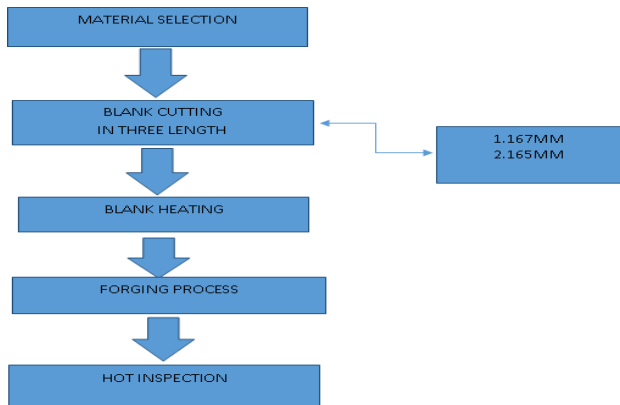 MATERIAL SELECTION
BLANK CUTTING
IN THREE LENGTH
1.167MM
2.165MM
BLANK HEATING
FORGING PROCESS
HOT INSPECTION